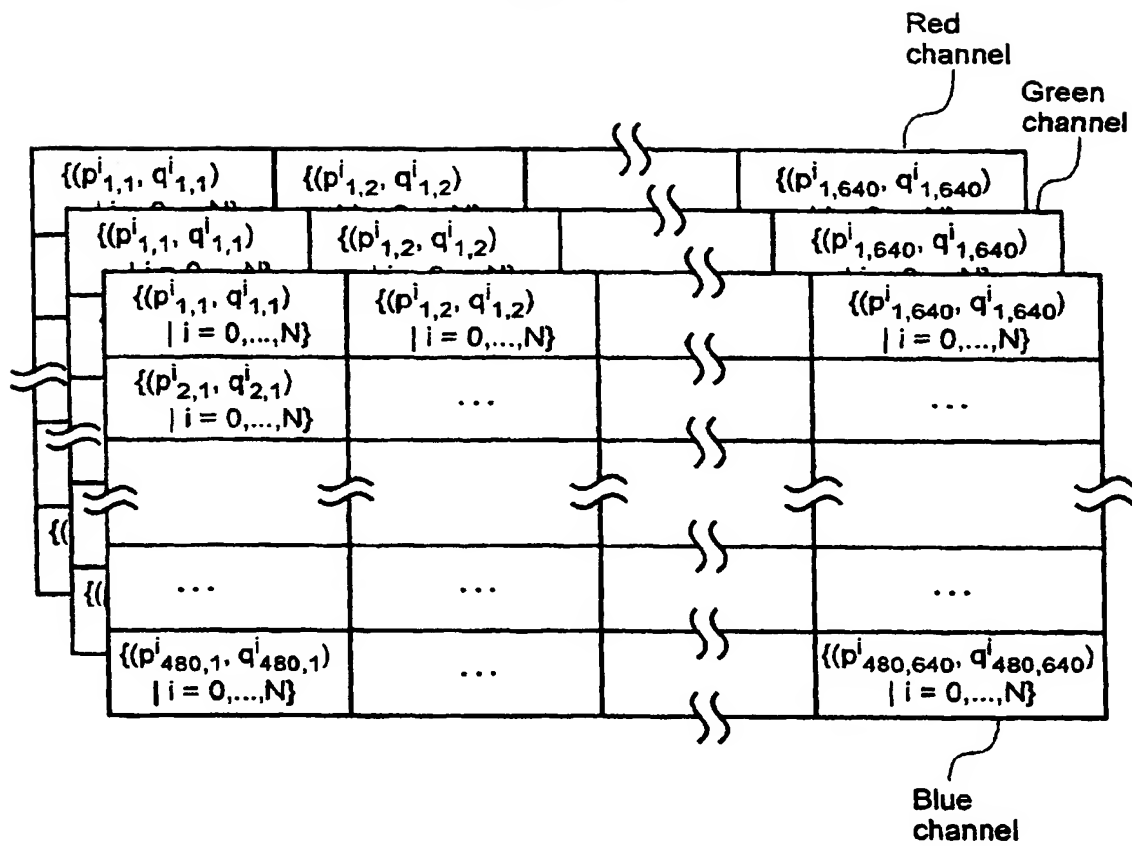 Red
channel
Green
channel
{(p^i_{1,1}, q^i_{1,1}) {(p^i_{1,2}, q^i_{1,2}) {(p^i_{1,640}, q^i_{1,640})
{(p^i_{1,1}, q^i_{1,1}) {(p^i_{1,2}, q^i_{1,2}) {(p^i_{1,640}, q^i_{1,640})
{(p^i_{1,1}, q^i_{1,1}) {(p^i_{1,2}, q^i_{1,2}) {(p^i_{1,640}, q^i_{1,640})
| i = 0,...,N} | i = 0,...,N} | i = 0,...,N}
{(p^i_{2,1}, q^i_{2,1}) ... ...
| i = 0,...,N}
... ... ...
{(
{(
{(p^i_{480,1}, q^i_{480,1}) ... {(p^i_{480,640}, q^i_{480,640})
| i = 0,...,N} | i = 0,...,N}
Blue
channel